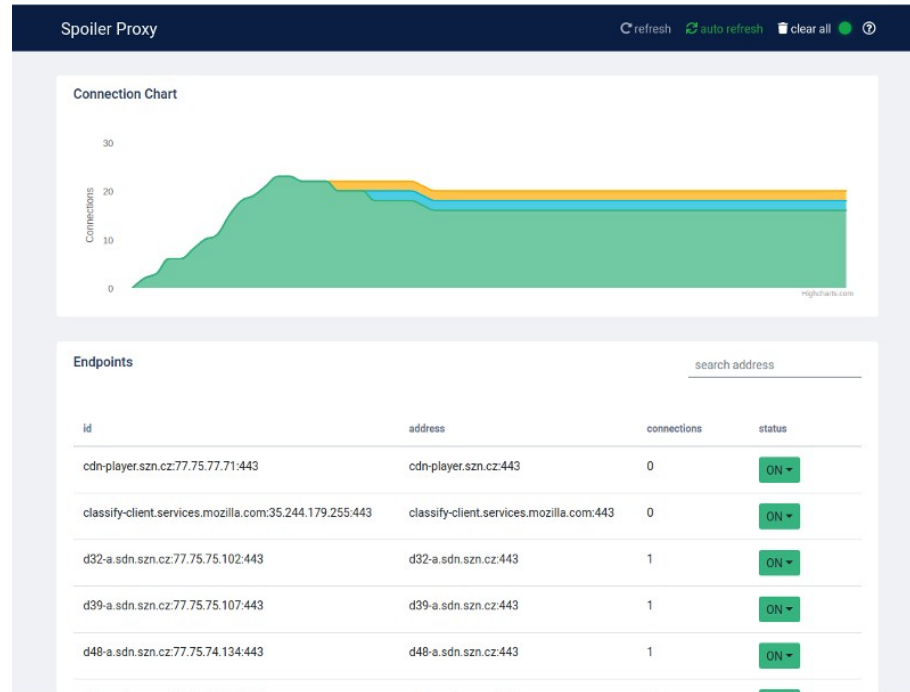 Spoiler Proxy refresh auto refresh clear all
Connection Chart
30
20
10
0
Connections
Highcharts.com
Endpoints search address
id address connections status
cdn-player.szn.cz:77.75.77.71:443 cdn-player.szn.cz:443 0 ON
classify-client.services.mozilla.com:35.244.179.255:443 classify-client.services.mozilla.com:443 0 ON
d32-a.sdn.szn.cz:77.75.75.102:443 d32-a.sdn.szn.cz:443 1 ON
d39-a.sdn.szn.cz:77.75.75.107:443 d39-a.sdn.szn.cz:443 1 ON
d48-a.sdn.szn.cz:77.75.74.134:443 d48-a.sdn.szn.cz:443 1 ON